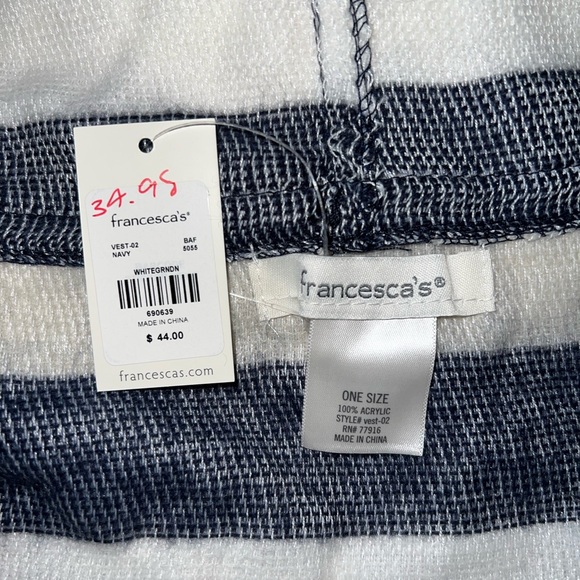 34.98
francesca's®
VEST-02 BAF
NAVY 5055
WHITEGRNDN
690639
MADE IN CHINA
$ 44.00
francescas.com
francesca's®
ONE SIZE
100% ACRYLIC
STYLE# vest-02
RN# 77916
MADE IN CHINA